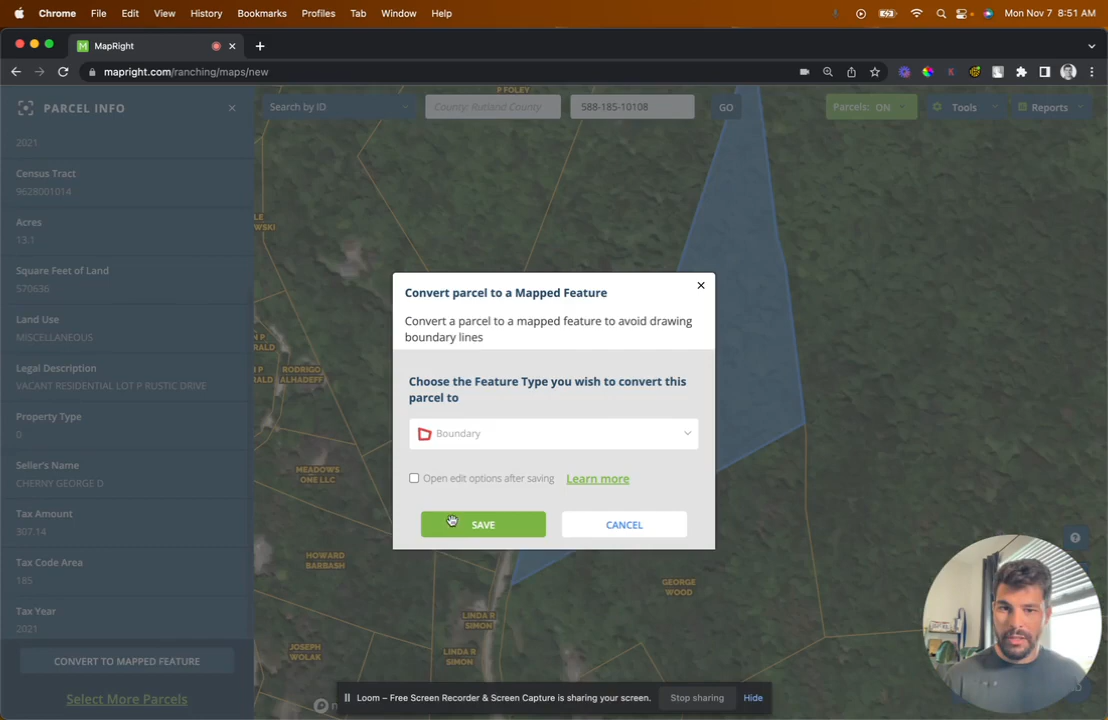 Chrome File Edit View History Bookmarks Profiles Tab Window Help
Mon Nov 7 8:51 AM
MapRight
mapright.com/ranching/maps/new
PARCEL INFO
Search by ID
County: Rutland County
588-185-10108
GO
Parcels: ON
Tools
Reports
P FOLEY
2021
Census Tract
9628001014
Acres
13.1
Square Feet of Land
570636
Land Use
MISCELLANEOUS
Legal Description
VACANT RESIDENTIAL LOT P RUSTIC DRIVE
Property Type
0
Seller's Name
CHERNY GEORGE D
Tax Amount
307.14
Tax Code Area
185
Tax Year
2021
CONVERT TO MAPPED FEATURE
Select More Parcels
RODRIGO
ALHADEFF
MEADOWS
ONE LLC
HOWARD
BARBASH
JOSEPH
WOLAK
LINDA R
SIMON
LINDA R
SIMON
GEORGE
WOOD
Convert parcel to a Mapped Feature
Convert a parcel to a mapped feature to avoid drawing
boundary lines
Choose the Feature Type you wish to convert this
parcel to
Boundary
Open edit options after saving Learn more
SAVE CANCEL
Loom – Free Screen Recorder & Screen Capture is sharing your screen. Stop sharing Hide